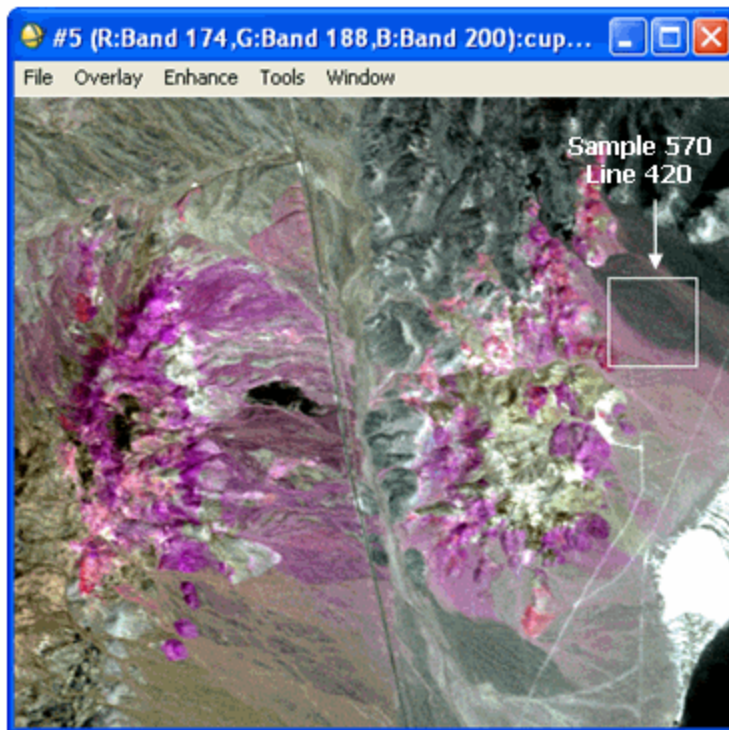 #5 (R:Band 174,G:Band 188,B:Band 200):cup...
File Overlay Enhance Tools Window
Sample 570
Line 420